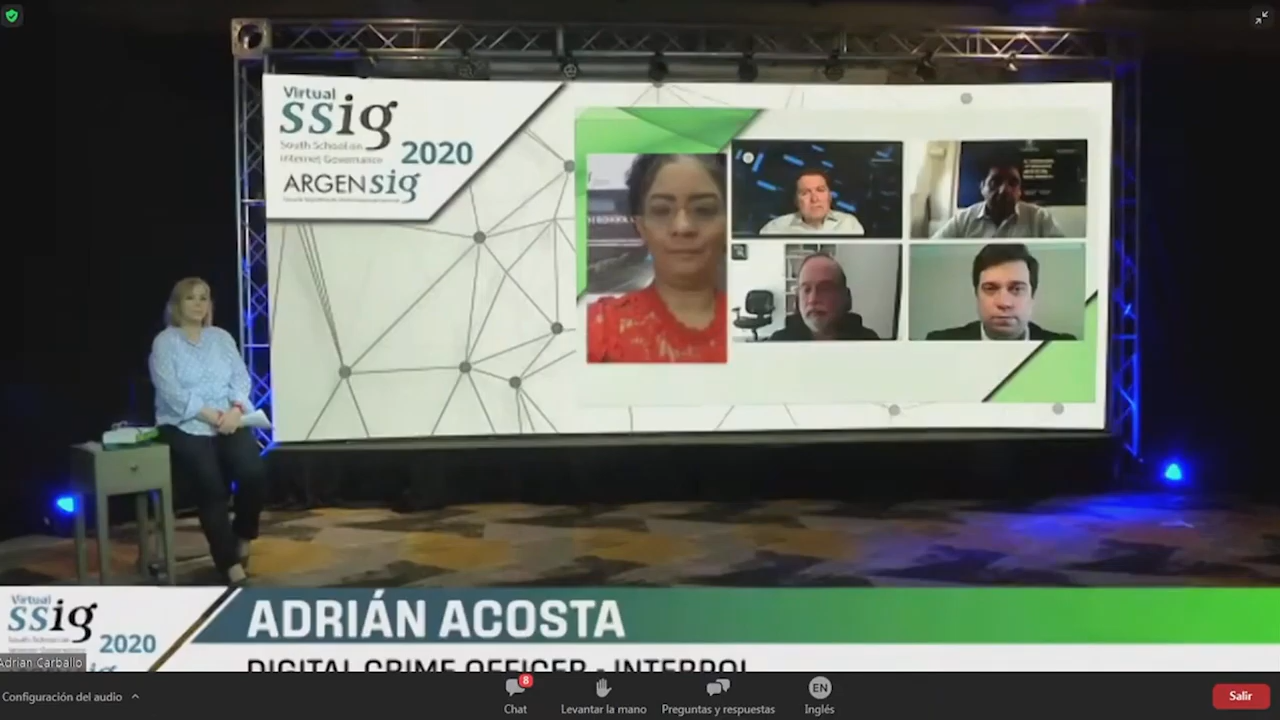 Virtual
ssig
South School on
Internet Governance
2020
ARGENsig
Virtual
ssig
2020
ADRIÁN ACOSTA
DIGITAL CRIME OFFICER - INTERPOL
Adrian Carballo
Configuración del audio
8
Chat
Levantar la mano
Preguntas y respuestas
EN
Inglés
Salir